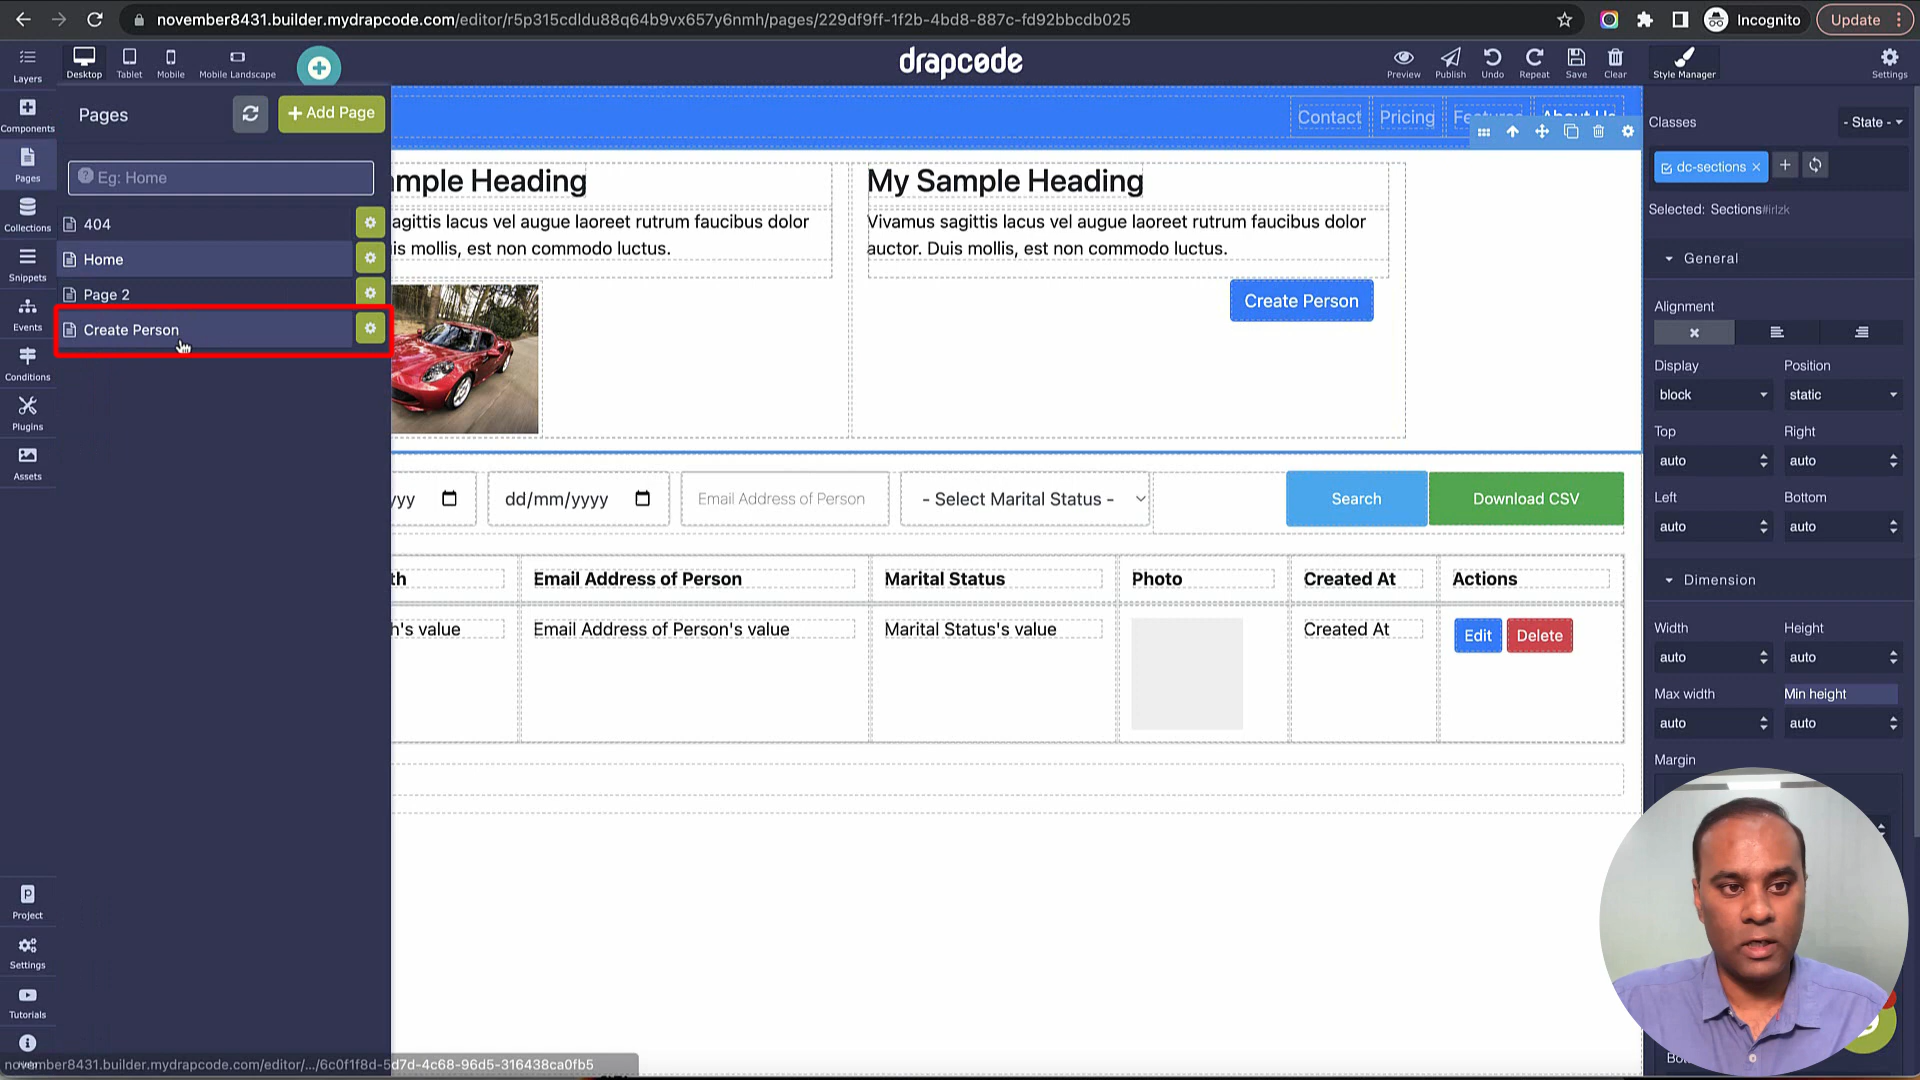 november8431.builder.mydrapcode.com/editor/r5p315cdldu88q64b9vx657y6nmh/pages/229df9ff-1f2b-4bd8-887c-fd92bbcdb025
Incognito
Update
Layers
Desktop
Tablet
Mobile
Mobile Landscape
drapcode
Preview
Publish
Undo
Repeat
Save
Clear
Style Manager
Settings
Components
Pages
Collections
Snippets
Events
Conditions
Plugins
Assets
Project
Settings
Tutorials
Pages
+ Add Page
Eg: Home
404
Home
Page 2
Create Person
Contact
Pricing
About Us
mple Heading
agittis lacus vel augue laoreet rutrum faucibus dolor
is mollis, est non commodo luctus.
My Sample Heading
Vivamus sagittis lacus vel augue laoreet rutrum faucibus dolor
auctor. Duis mollis, est non commodo luctus.
Create Person
yyy
dd/mm/yyyy
Email Address of Person
- Select Marital Status -
Search
Download CSV
th
Email Address of Person
Marital Status
Photo
Created At
Actions
h's value
Email Address of Person's value
Marital Status's value
Created At
Edit
Delete
Classes
- State -
dc-sections
Selected: Sections#irlzk
General
Alignment
Display
Position
block
static
Top
Right
auto
auto
Left
Bottom
auto
auto
Dimension
Width
Height
auto
auto
Max width
Min height
auto
auto
Margin
november8431.builder.mydrapcode.com/editor/.../6c0f1f8d-5d7d-4c68-96d5-316438ca0fb5